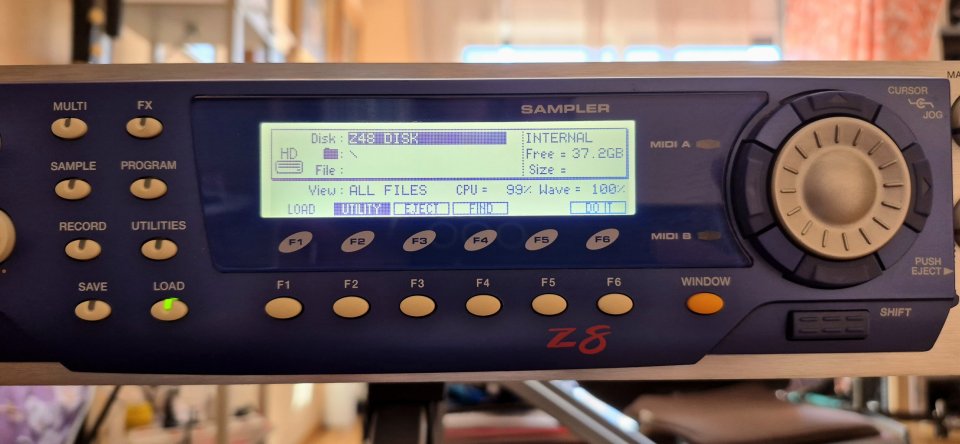 MULTI
FX
SAMPLE
PROGRAM
RECORD
UTILITIES
SAVE
LOAD
SAMPLER
Disk : Z48 DISK
HD
: \
File :
INTERNAL
Free = 37.2GB
Size =
View : ALL FILES CPU = 99% Wave = 100%
LOAD UTILITY EJECT FIND DO IT
F1 F2 F3 F4 F5 F6
MIDI A
MIDI B
F1 F2 F3 F4 F5 F6
WINDOW
Z8
CURSOR
JOG
PUSH
EJECT
SHIFT